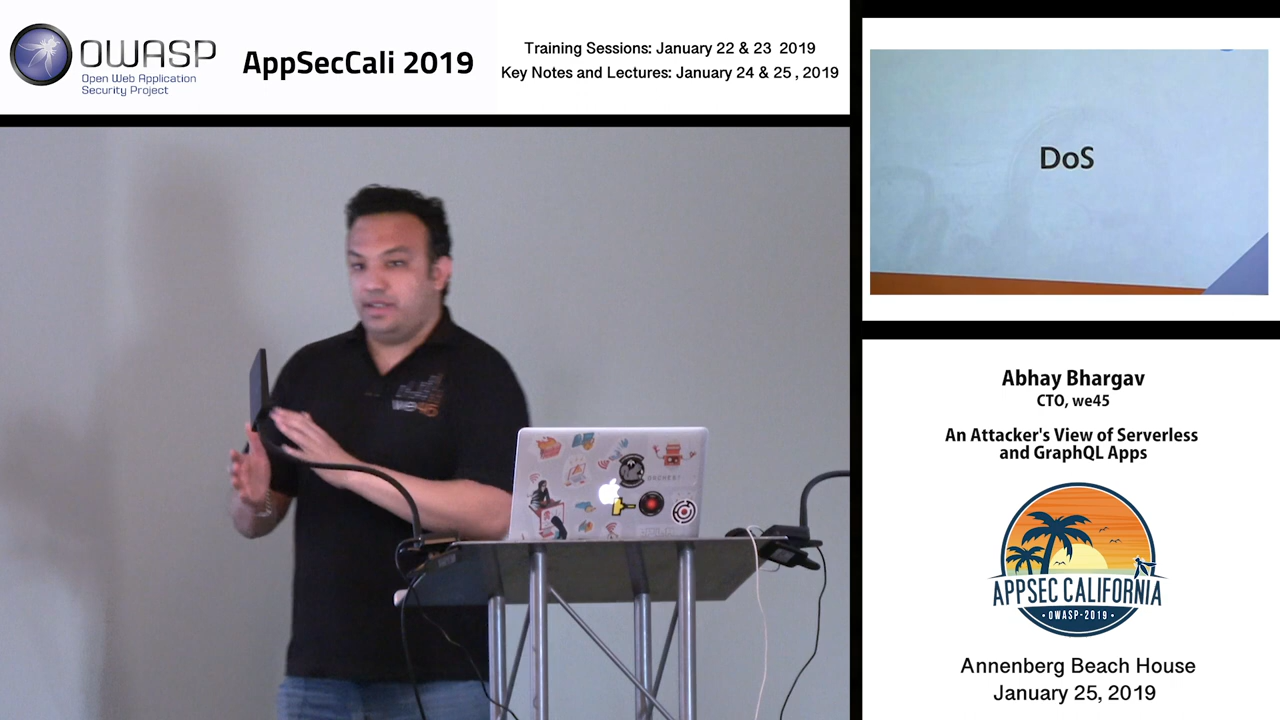 OWASP
Open Web Application
Security Project
AppSecCali 2019
Training Sessions: January 22 & 23 2019
Key Notes and Lectures: January 24 & 25 , 2019
DoS
we45
Abhay Bhargav
CTO, we45
An Attacker's View of Serverless
and GraphQL Apps
APPSEC CALIFORNIA
• OWASP-2019 •
Annenberg Beach House
January 25, 2019